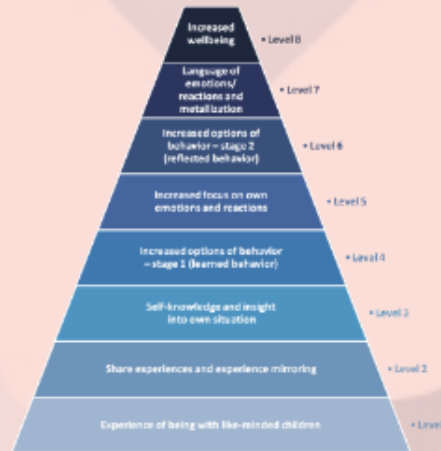 Increased
wellbeing
• Level 8
Language of
emotions/
reactions and
metallization
• Level 7
Increased options of
behavior – stage 2
(reflected behavior)
• Level 6
Increased focus on own
emotions and reactions
• Level 5
Increased options of behavior
– stage 1 (learned behavior)
• Level 4
Self-knowledge and insight
into own situation
• Level 3
Share experiences and experience mirroring
• Level 2
Experience of being with like-minded children
• Level